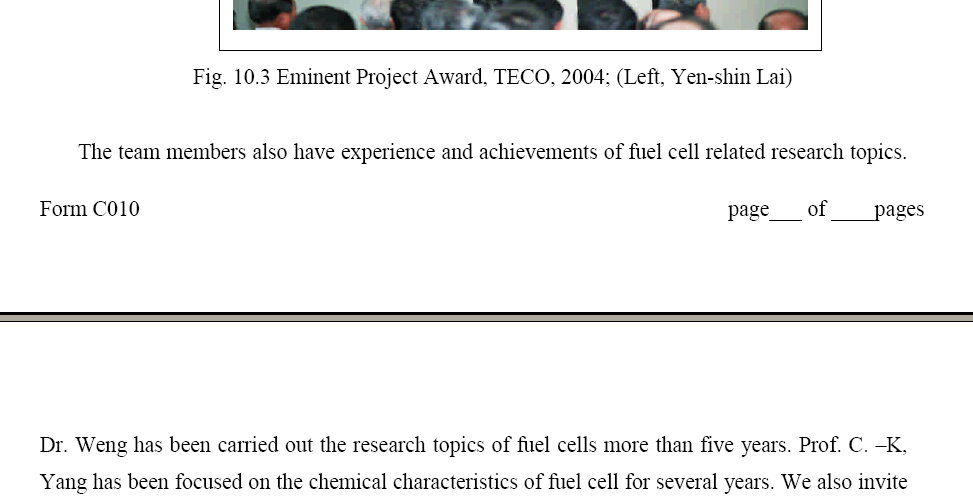 Fig. 10.3 Eminent Project Award, TECO, 2004; (Left, Yen-shin Lai)
The team members also have experience and achievements of fuel cell related research topics.
Form C010 page___ of ____pages
Dr. Weng has been carried out the research topics of fuel cells more than five years. Prof. C. –K,
Yang has been focused on the chemical characteristics of fuel cell for several years. We also invite